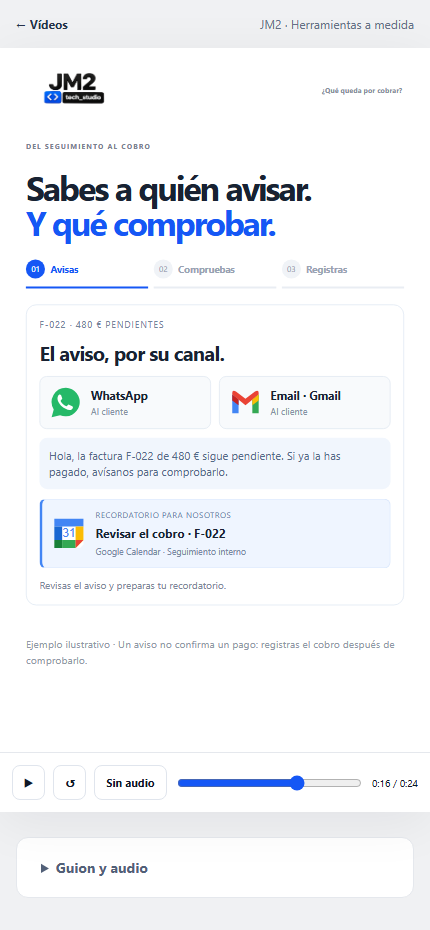 ← Vídeos
JM2 · Herramientas a medida
JM2
<> tech_studio
¿Qué queda por cobrar?
DEL SEGUIMIENTO AL COBRO
Sabes a quién avisar.
Y qué comprobar.
01 Avisas
02 Compruebas
03 Registras
F-022 · 480 € PENDIENTES
El aviso, por su canal.
WhatsApp
Al cliente
Email · Gmail
Al cliente
Hola, la factura F-022 de 480 € sigue pendiente. Si ya la has
pagado, avísanos para comprobarlo.
31
RECORDATORIO PARA NOSOTROS
Revisar el cobro · F-022
Google Calendar · Seguimiento interno
Revisas el aviso y preparas tu recordatorio.
Ejemplo ilustrativo · Un aviso no confirma un pago: registras el cobro después de
comprobarlo.
Sin audio
0:16 / 0:24
Guion y audio